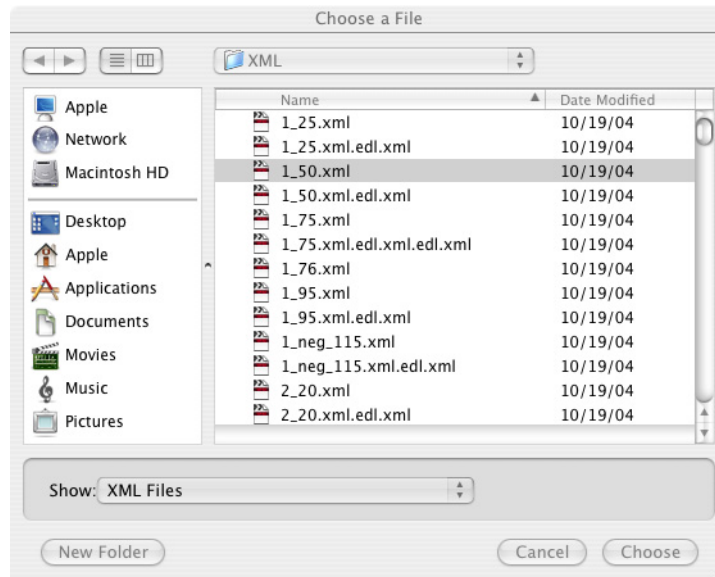 Choose a File
XML
Name Date Modified
Apple
Network
Macintosh HD
Desktop
Apple
Applications
Documents
Movies
Music
Pictures
1_25.xml 10/19/04
1_25.xml.edl.xml 10/19/04
1_50.xml 10/19/04
1_50.xml.edl.xml 10/19/04
1_75.xml 10/19/04
1_75.xml.edl.xml.edl.xml 10/19/04
1_76.xml 10/19/04
1_95.xml 10/19/04
1_95.xml.edl.xml 10/19/04
1_neg_115.xml 10/19/04
1_neg_115.xml.edl.xml 10/19/04
2_20.xml 10/19/04
2_20.xml.edl.xml 10/19/04
Show: XML Files
New Folder Cancel Choose